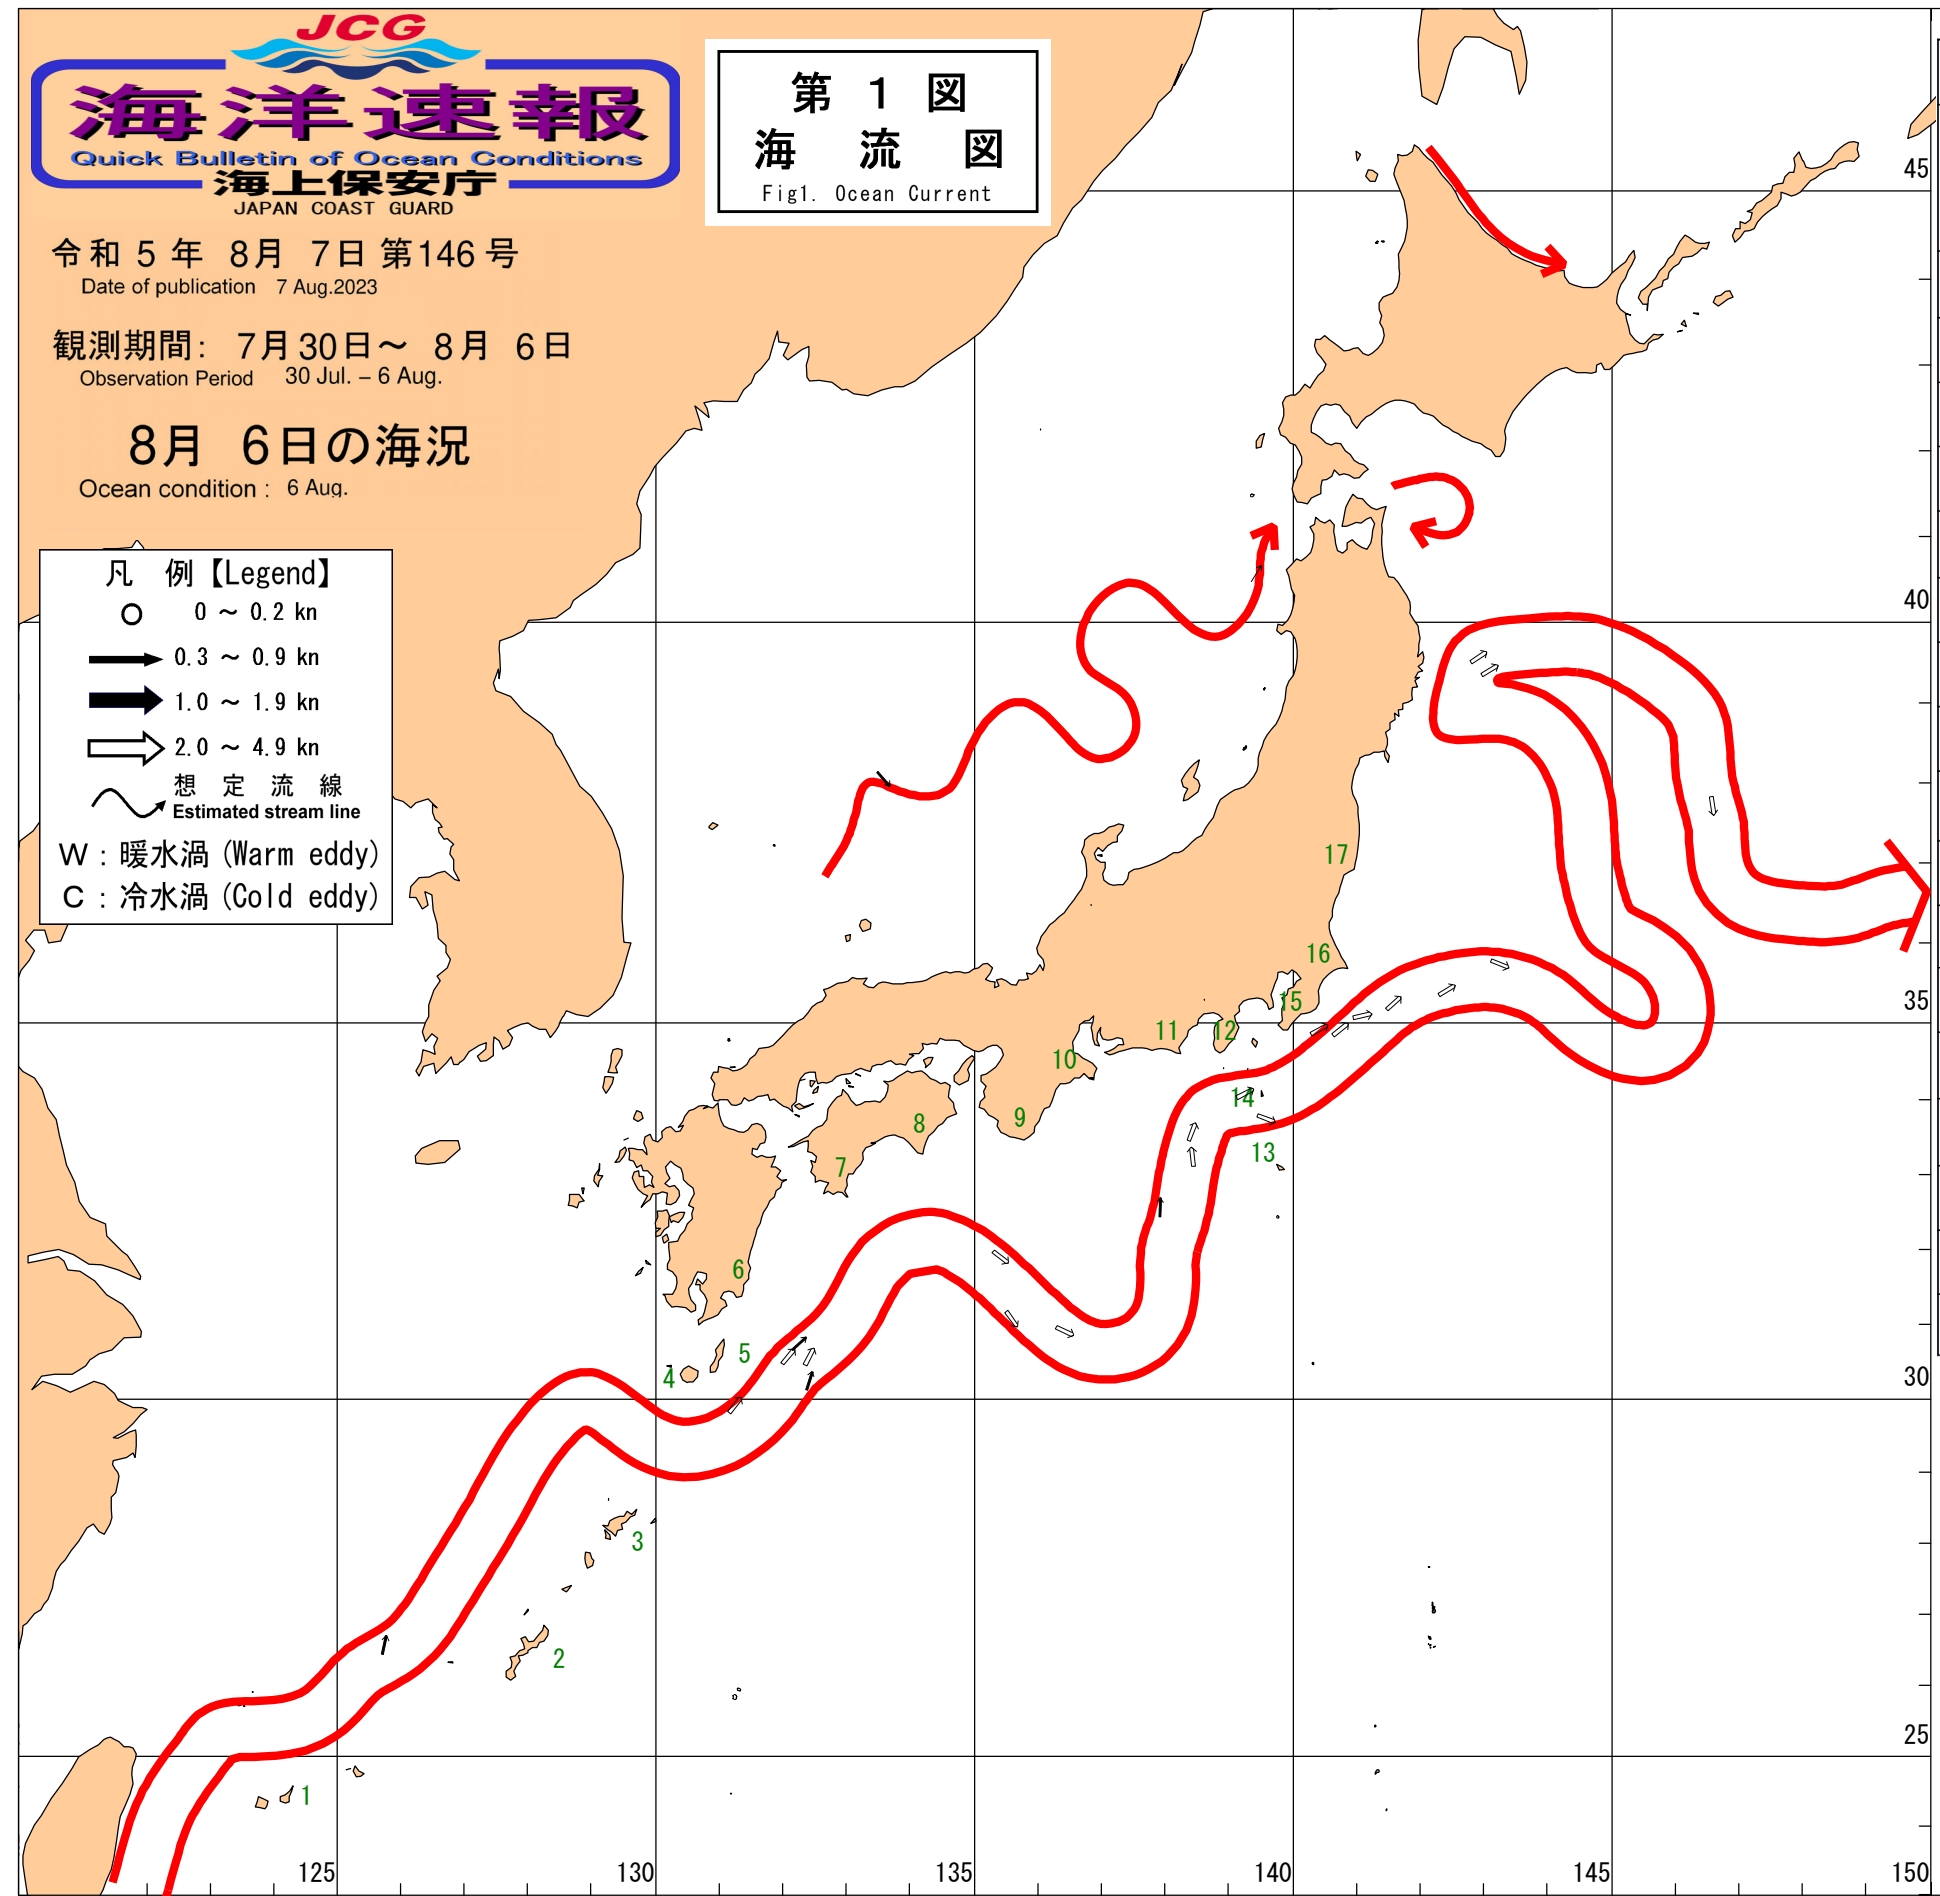 JCG
海洋速報
Quick Bulletin of Ocean Conditions
海上保安庁
JAPAN COAST GUARD
令和 5 年 8月 7日 第146号
Date of publication 7 Aug.2023
観測期間: 7月30日～ 8月 6日
Observation Period 30 Jul. – 6 Aug.
8月 6日の海況
Ocean condition : 6 Aug.
第 1 図
海 流 図
Fig1. Ocean Current
凡 例【Legend】
0 ～ 0.2 kn
0.3 ～ 0.9 kn
1.0 ～ 1.9 kn
2.0 ～ 4.9 kn
想 定 流 線
Estimated stream line
W : 暖水渦 (Warm eddy)
C : 冷水渦 (Cold eddy)
45
40
35
30
25
17
16
15
11
12
10
14
9
8
13
7
6
5
4
3
2
1
125
130
135
140
145
150